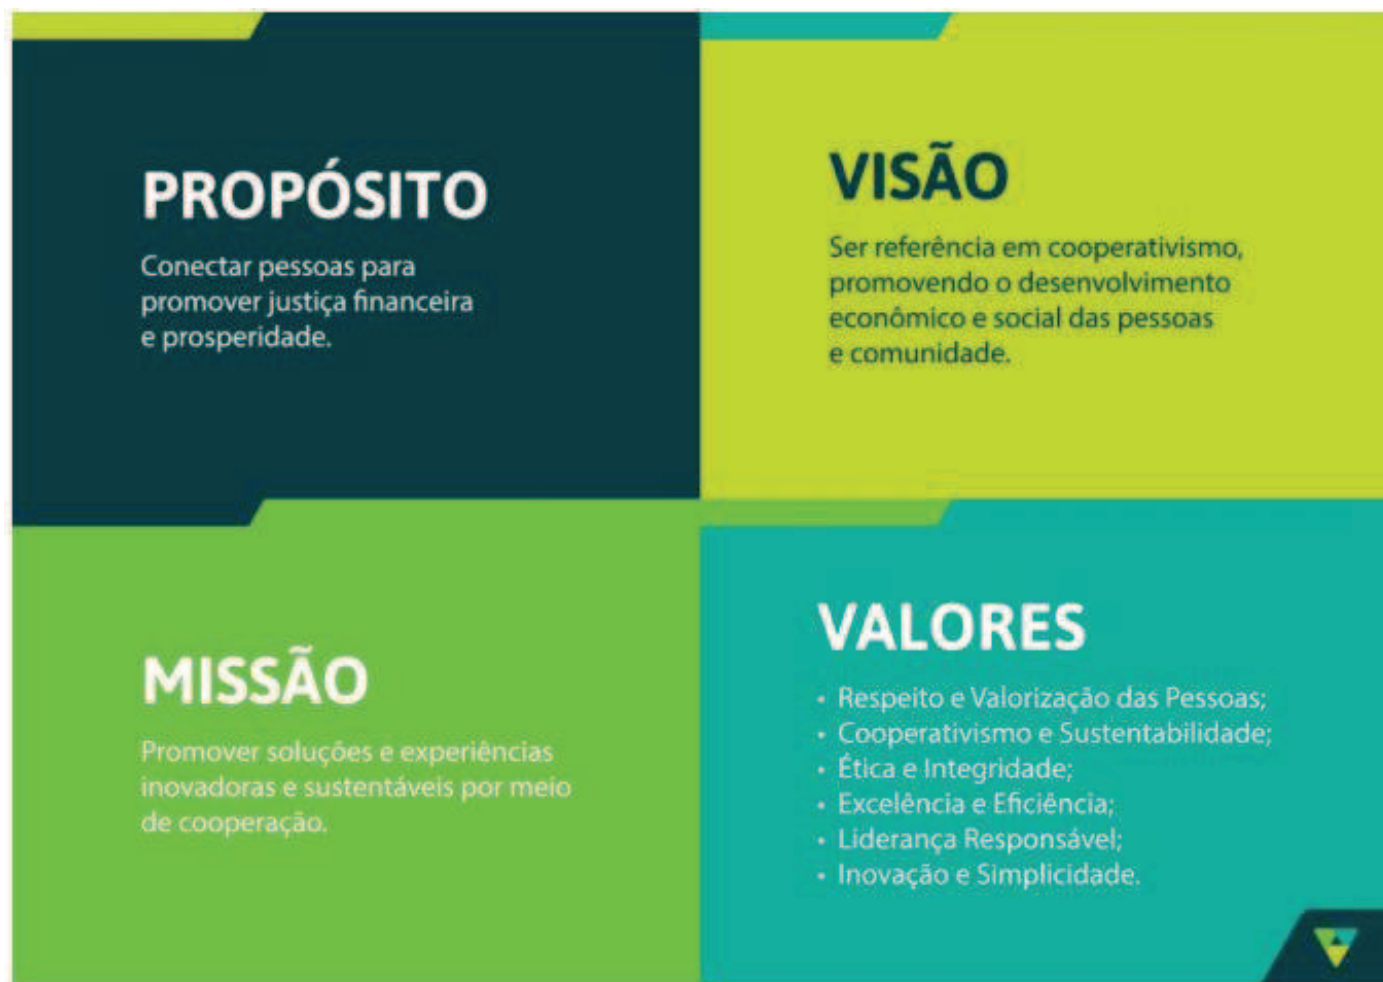 PROPÓSITO
Conectar pessoas para
promover justiça financeira
e prosperidade.
VISÃO
Ser referência em cooperativismo,
promovendo o desenvolvimento
econômico e social das pessoas
e comunidade.
MISSÃO
Promover soluções e experiências
inovadoras e sustentáveis por meio
de cooperação.
VALORES
• Respeito e Valorização das Pessoas;
• Cooperativismo e Sustentabilidade;
• Ética e Integridade;
• Excelência e Eficiência;
• Liderança Responsável;
• Inovação e Simplicidade.